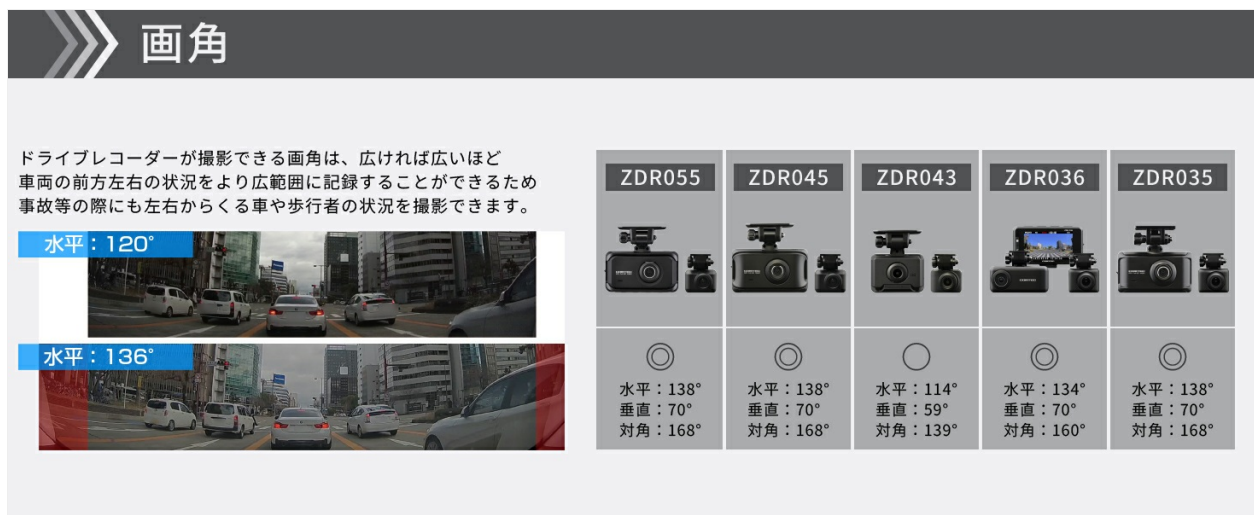 画角
ドライブレコーダーが撮影できる画角は、広ければ広いほど
車両の前方左右の状況をより広範囲に記録することができるため
事故等の際にも左右からくる車や歩行者の状況を撮影できます。
水平：120°
水平：136°
ZDR055 ZDR045 ZDR043 ZDR036 ZDR035
◎ ◎ ○ ◎ ◎
水平：138° 水平：138° 水平：114° 水平：134° 水平：138°
垂直：70° 垂直：70° 垂直：59° 垂直：70° 垂直：70°
対角：168° 対角：168° 対角：139° 対角：160° 対角：168°